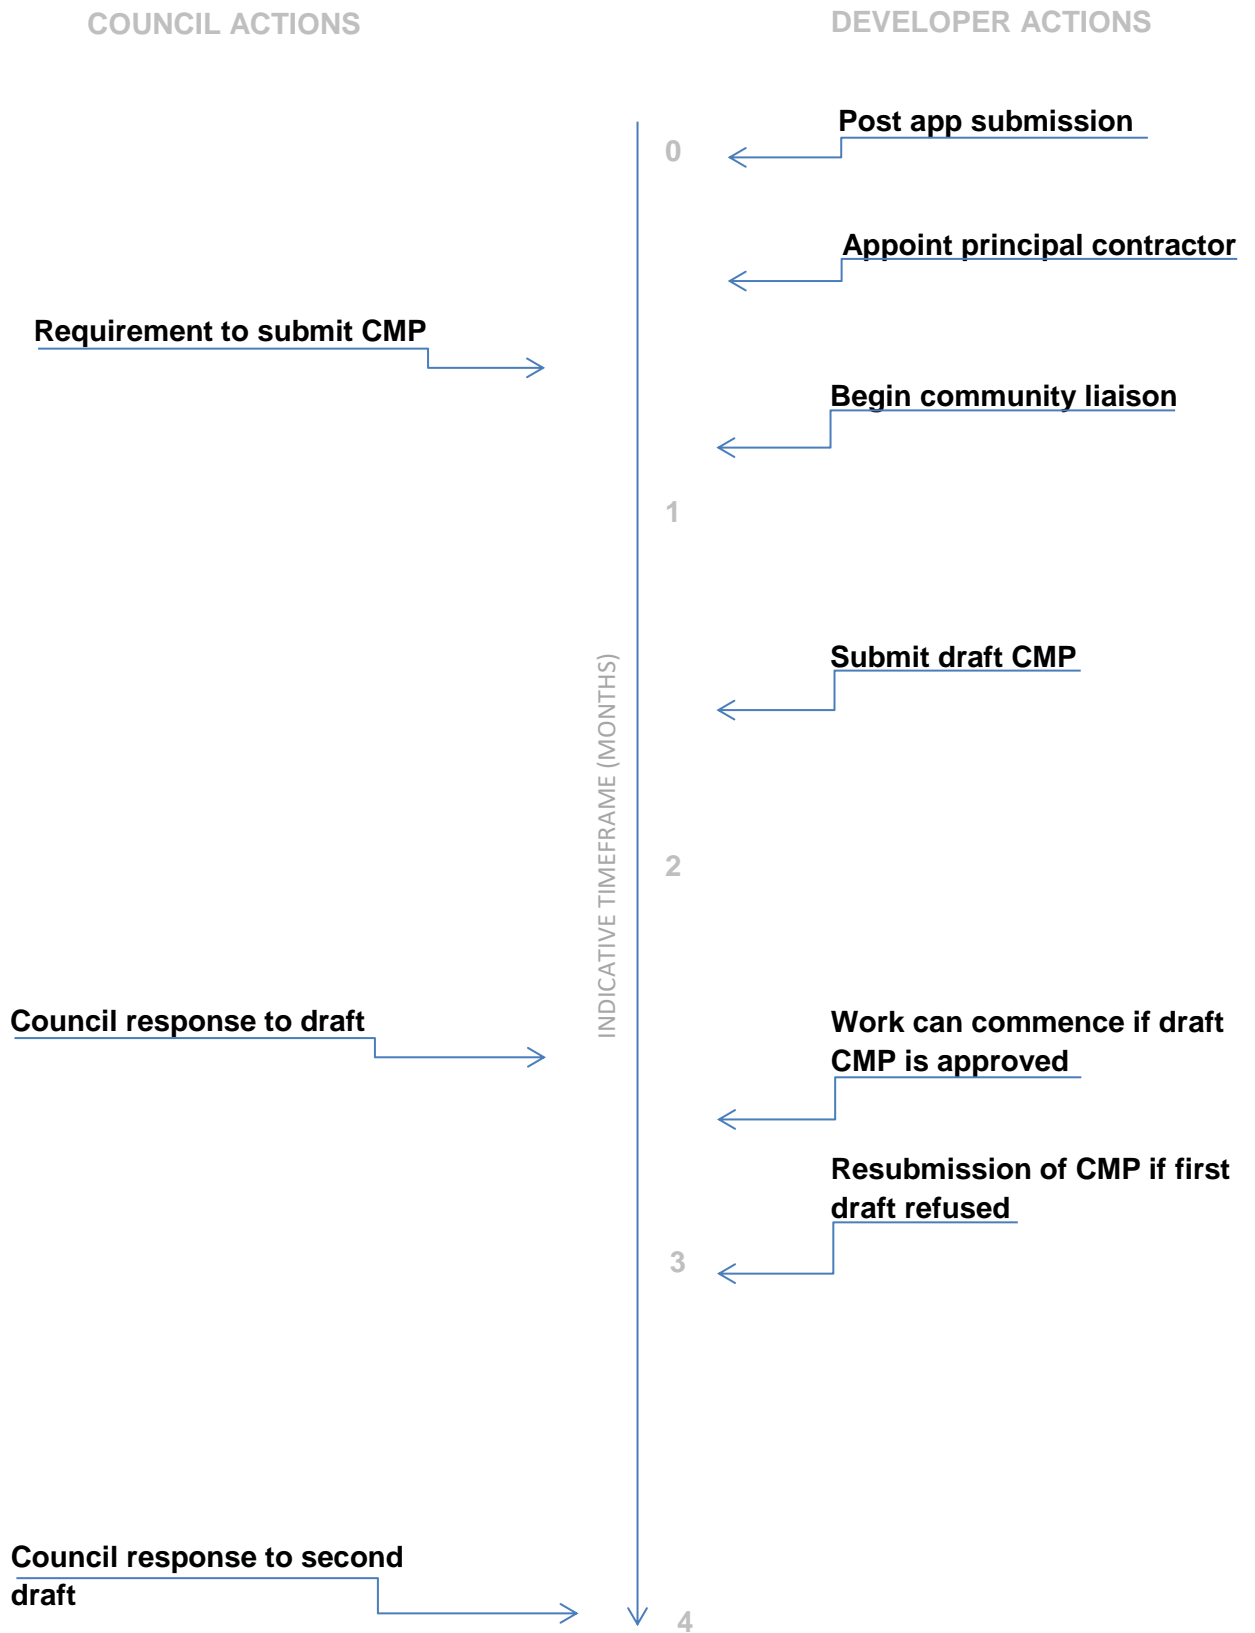 COUNCIL ACTIONS
DEVELOPER ACTIONS
Post app submission
0
Appoint principal contractor
Requirement to submit CMP
Begin community liaison
1
Submit draft CMP
INDICATIVE TIMEFRAME (MONTHS)
2
Council response to draft
Work can commence if draft
CMP is approved
Resubmission of CMP if first
draft refused
3
Council response to second
draft
4